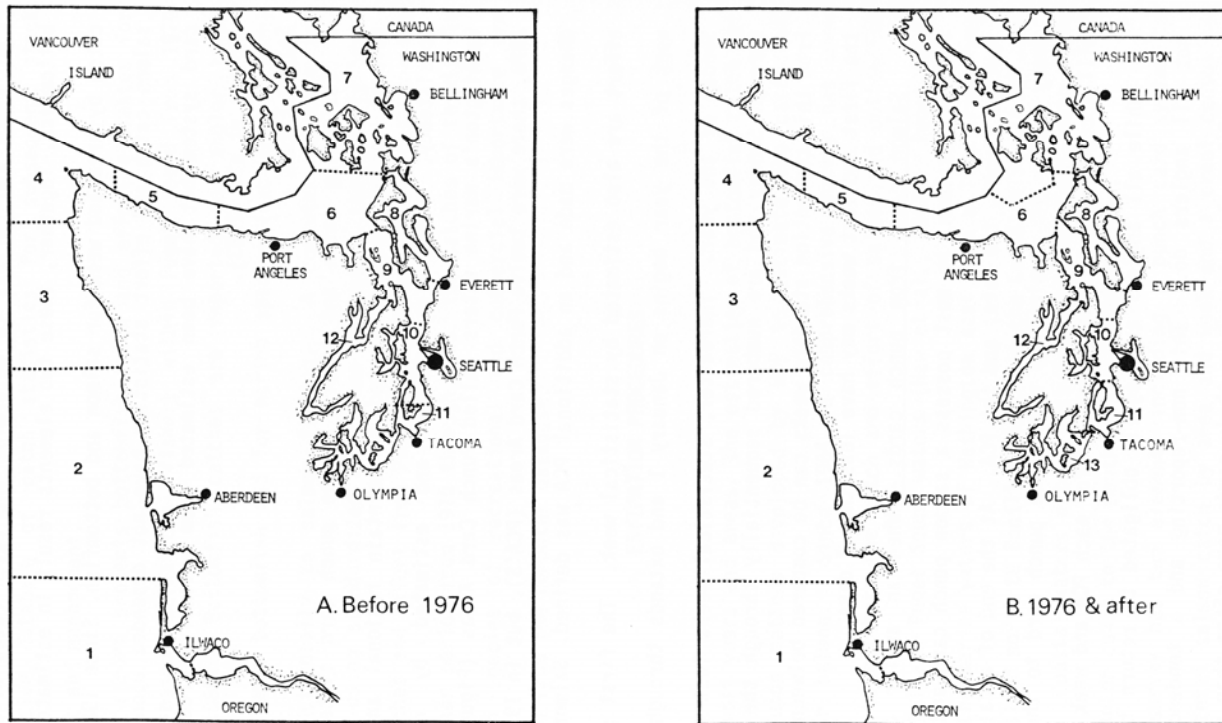 CANADA
VANCOUVER
WASHINGTON
ISLAND
7
BELLINGHAM
4
5
6
8
PORT
ANGELES
9
EVERETT
3
12
10
SEATTLE
11
TACOMA
2
ABERDEEN
OLYMPIA
A. Before 1976
ILWACO
1
OREGON
CANADA
VANCOUVER
WASHINGTON
ISLAND
7
BELLINGHAM
4
5
6
8
PORT
ANGELES
9
EVERETT
3
12
10
SEATTLE
11
TACOMA
13
2
ABERDEEN
OLYMPIA
B. 1976 & after
ILWACO
1
OREGON